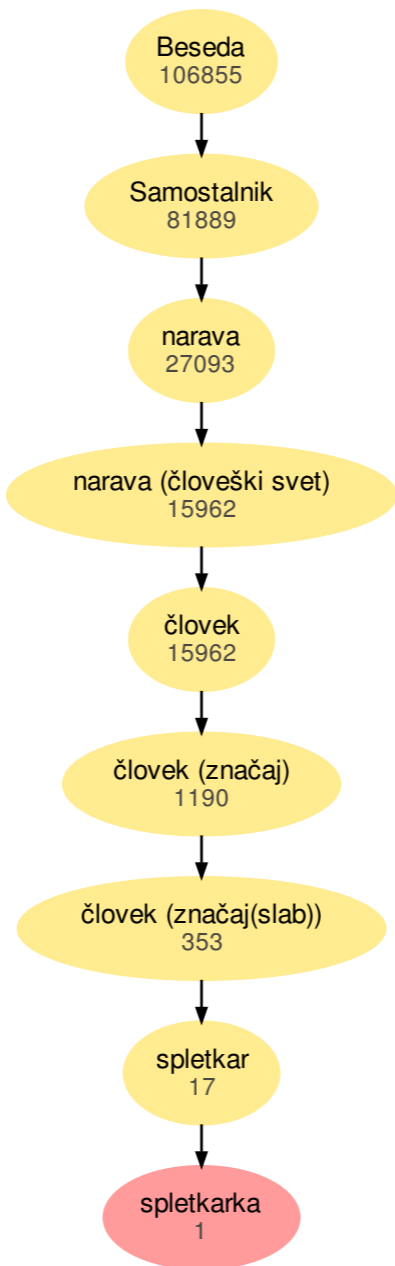 Beseda
106855
Samostalnik
81889
narava
27093
narava (človeški svet)
15962
človek
15962
človek (značaj)
1190
človek (značaj(slab))
353
spletkar
17
spletkarka
1